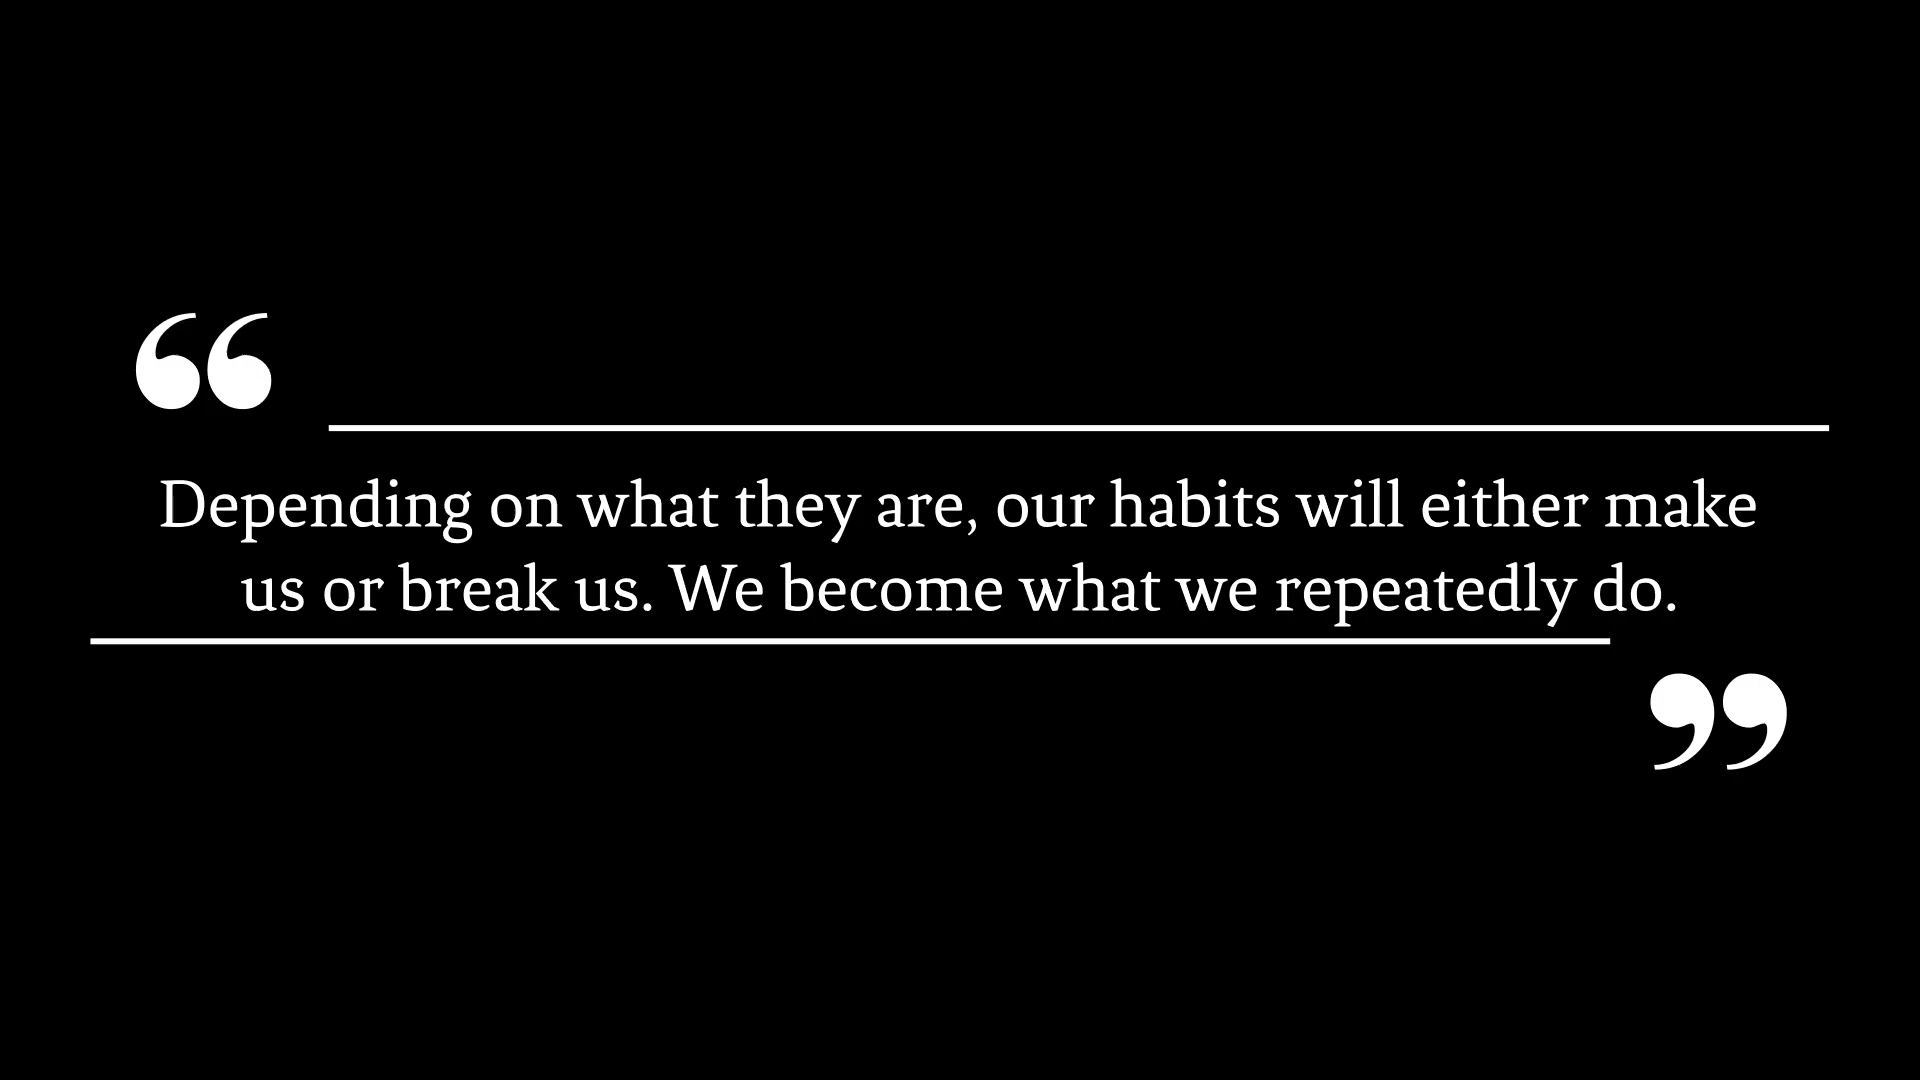 “
Depending on what they are, our habits will either make
us or break us. We become what we repeatedly do.
”